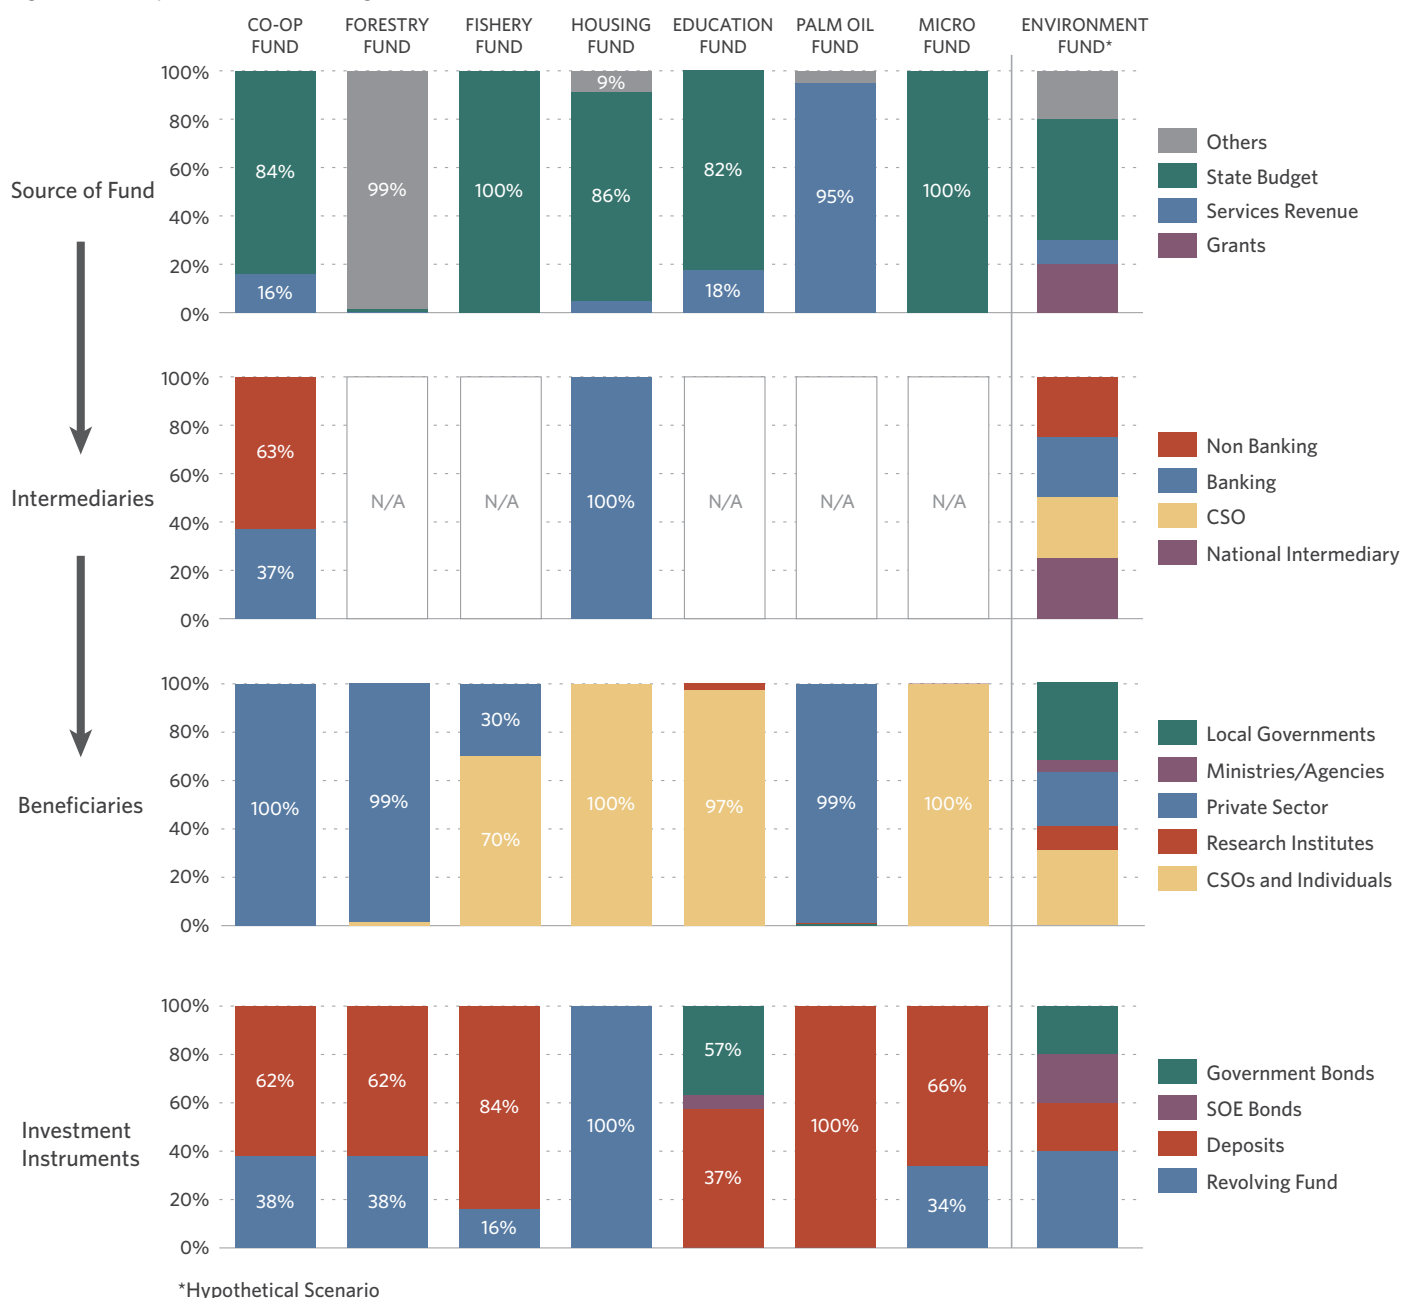 CO-OP FUND
FORESTRY FUND
FISHERY FUND
HOUSING FUND
EDUCATION FUND
PALM OIL FUND
MICRO FUND
ENVIRONMENT FUND*
Source of Fund
100%
80%
60%
40%
20%
0%
84%
16%
99%
100%
9%
86%
82%
18%
95%
100%
Others
State Budget
Services Revenue
Grants
Intermediaries
100%
80%
60%
40%
20%
0%
63%
37%
N/A
N/A
100%
N/A
N/A
N/A
Non Banking
Banking
CSO
National Intermediary
Beneficiaries
100%
80%
60%
40%
20%
0%
100%
99%
30%
70%
100%
97%
99%
100%
Local Governments
Ministries/Agencies
Private Sector
Research Institutes
CSOs and Individuals
Investment
Instruments
100%
80%
60%
40%
20%
0%
62%
38%
62%
38%
84%
16%
100%
57%
37%
100%
66%
34%
Government Bonds
SOE Bonds
Deposits
Revolving Fund
*Hypothetical Scenario